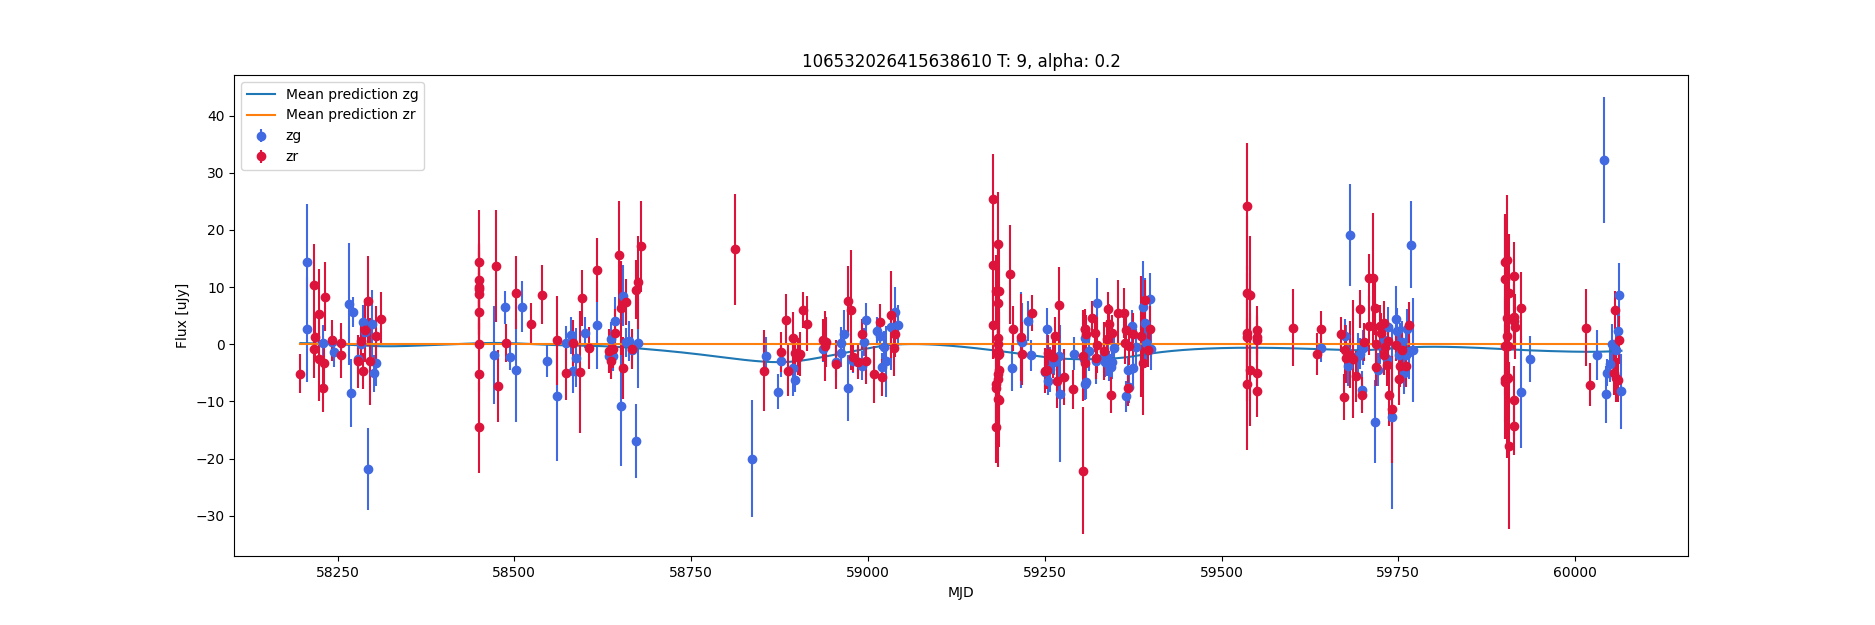 106532026415638610 T: 9, alpha: 0.2
Mean prediction zg
Mean prediction zr
zg
zr
Flux [uJy]
40
30
20
10
0
−10
−20
−30
58250 58500 58750 59000 59250 59500 59750 60000
MJD